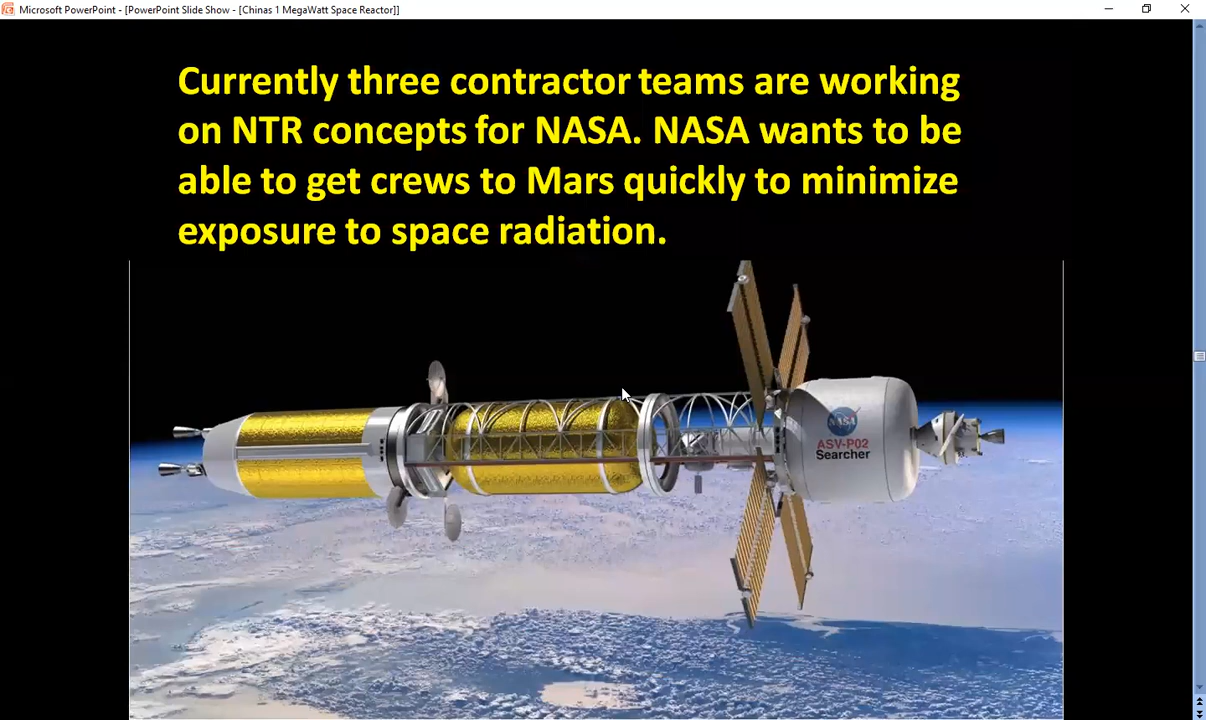 Microsoft PowerPoint - [PowerPoint Slide Show - [Chinas 1 MegaWatt Space Reactor]]
Currently three contractor teams are working
on NTR concepts for NASA. NASA wants to be
able to get crews to Mars quickly to minimize
exposure to space radiation.
NASA
ASV-P02
Searcher